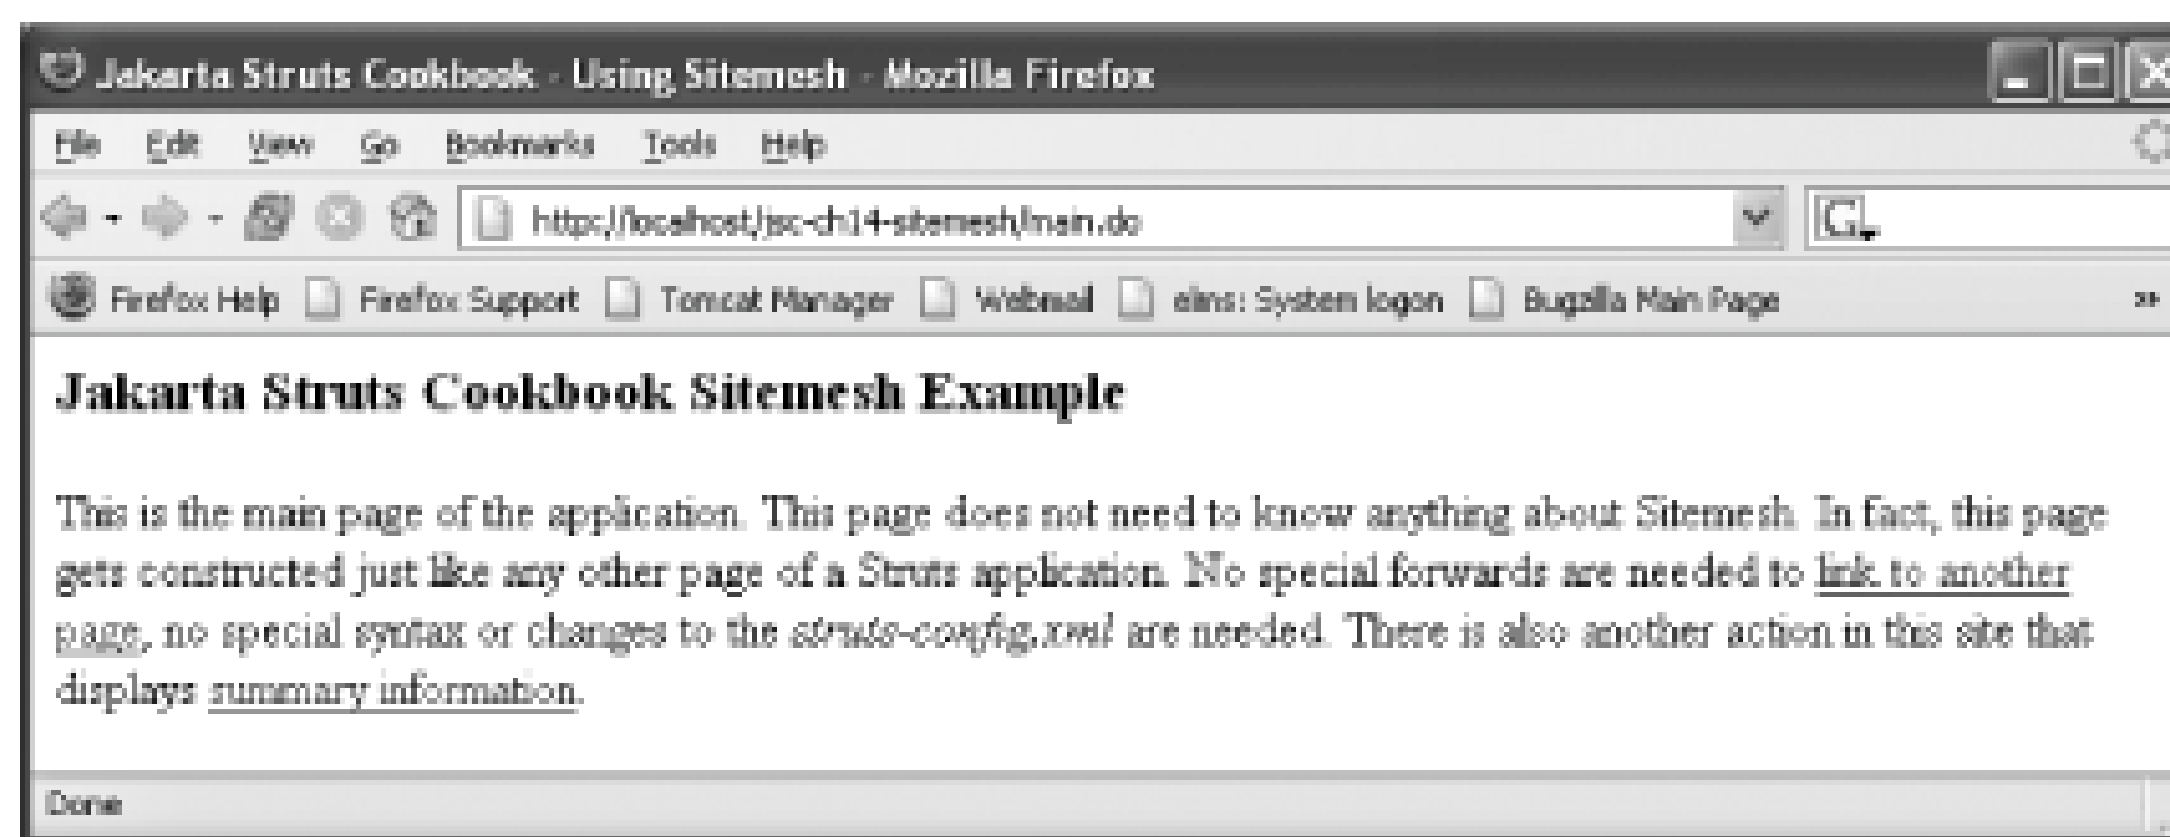 Jakarta Struts Cookbook - Using Sitemesh - Mozilla Firefox
File Edit View Go Bookmarks Tools Help
http://localhost/jsc-ch14-sitemesh/main.do G
Firefox Help Firefox Support Tomcat Manager Webmail elins: System logon Bugzilla Main Page »
Jakarta Struts Cookbook Sitemesh Example
This is the main page of the application. This page does not need to know anything about Sitemesh. In fact, this page
gets constructed just like any other page of a Struts application. No special forwards are needed to link to another
page, no special syntax or changes to the struts-config.xml are needed. There is also another action in this site that
displays summary information.
Done